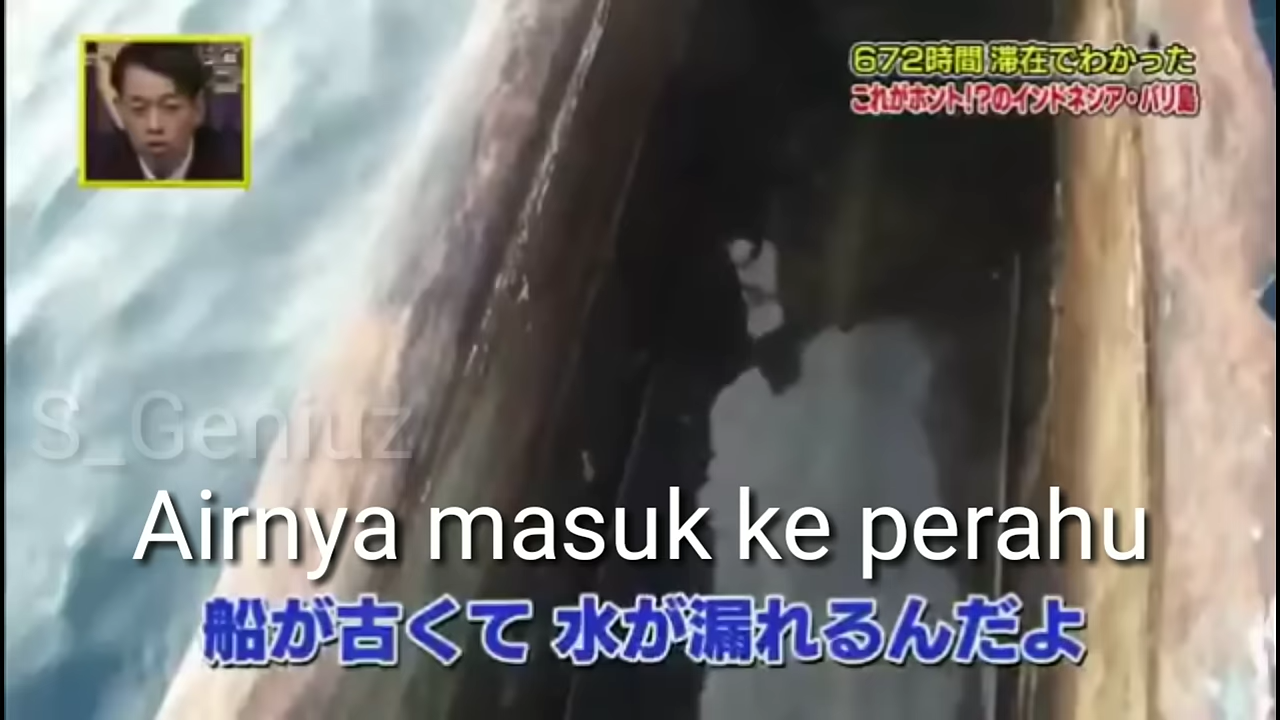 672時間 滞在でわかった
これがホント!?のインドネシア・バリ島
S_Geniuz
Airnya masuk ke perahu
船が古くて 水が漏れるんだよ